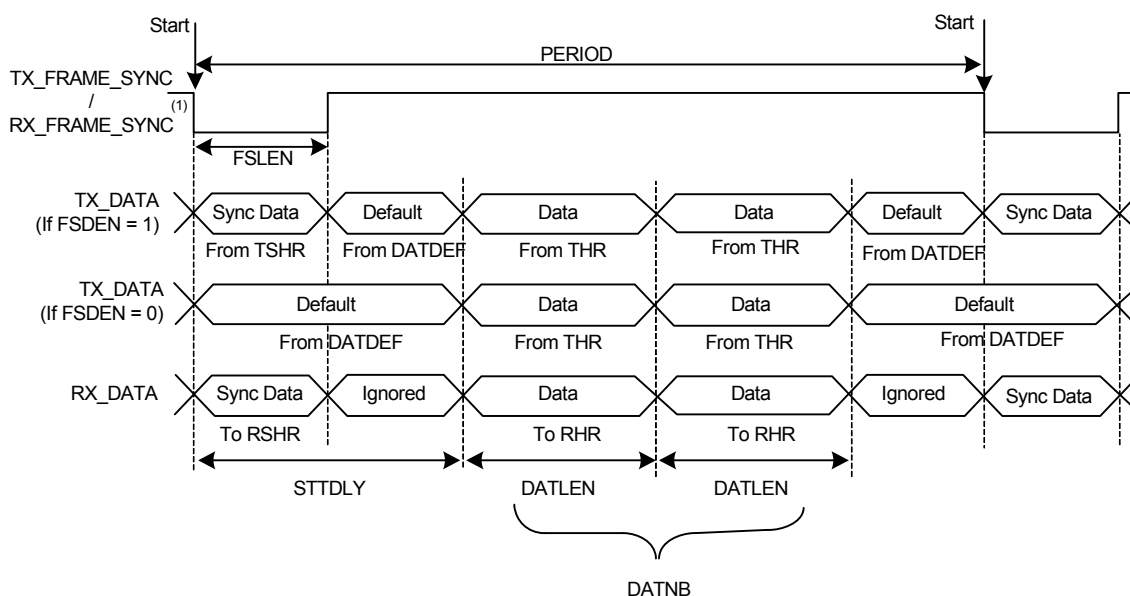 Start
Start
PERIOD
TX_FRAME_SYNC
/
RX_FRAME_SYNC
(1)
FSLEN
TX_DATA
(If FSDEN = 1)
Sync Data
Default
Data
Data
Default
Sync Data
From TSHR
From DATDEF
From THR
From THR
From DATDEF
TX_DATA
(If FSDEN = 0)
Default
Data
Data
Default
From DATDEF
From THR
From THR
From DATDEF
RX_DATA
Sync Data
Ignored
Data
Data
Ignored
Sync Data
To RSHR
To RHR
To RHR
STTDLY
DATLEN
DATLEN
DATNB